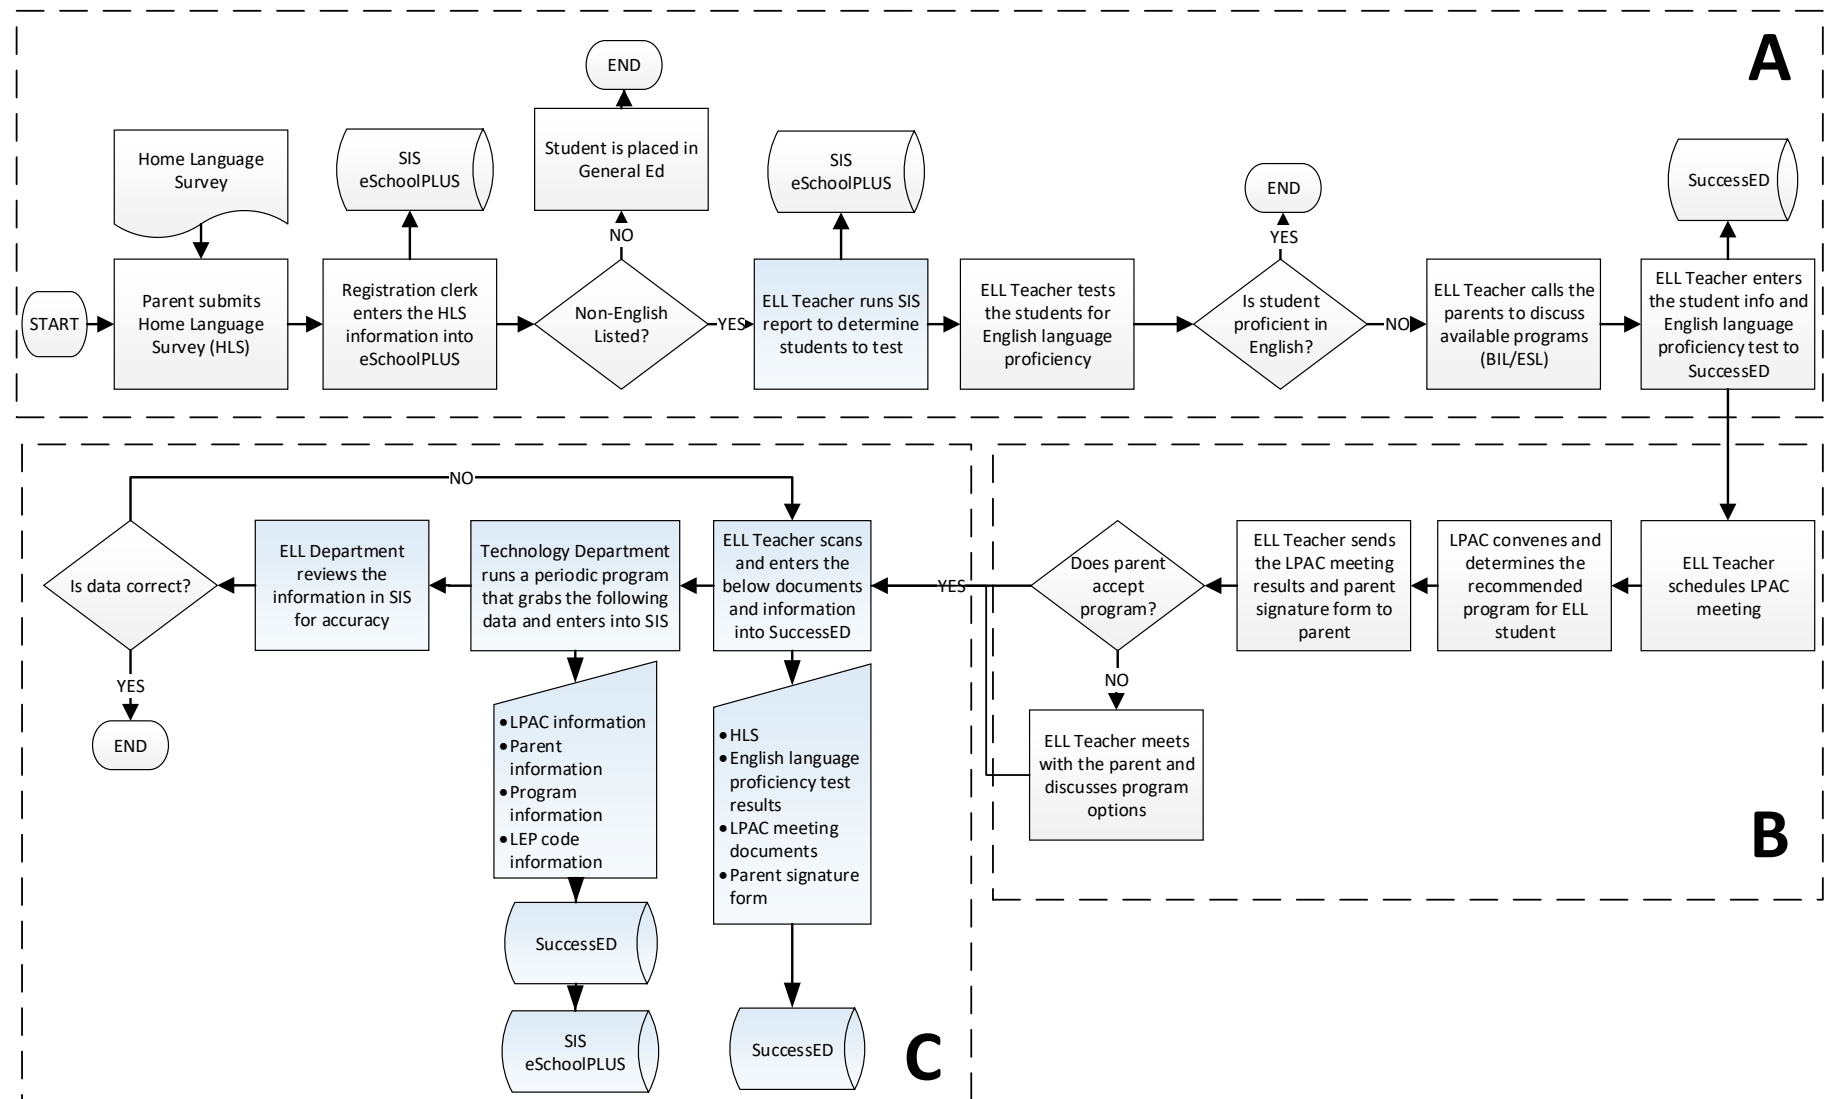 A
END
Home Language
Survey
SIS
eSchoolPLUS
Student is placed in
General Ed
SIS
eSchoolPLUS
END
SuccessED
NO
YES
START
Parent submits
Home Language
Survey (HLS)
Registration clerk
enters the HLS
information into
eSchoolPLUS
Non-English
Listed?
YES
ELL Teacher runs SIS
report to determine
students to test
ELL Teacher tests
the students for
English language
proficiency
Is student
proficient in
English?
NO
ELL Teacher calls the
parents to discuss
available programs
(BIL/ESL)
ELL Teacher enters
the student info and
English language
proficiency test to
SuccessED
ELL Teacher
schedules LPAC
meeting
LPAC convenes and
determines the
recommended
program for ELL
student
ELL Teacher sends
the LPAC meeting
results and parent
signature form to
parent
Does parent
accept
program?
YES
NO
ELL Teacher meets
with the parent and
discusses program
options
B
NO
ELL Teacher scans
and enters the
below documents
and information
into SuccessED
•HLS
•English language
proficiency test
results
•LPAC meeting
documents
•Parent signature
form
SuccessED
Technology Department
runs a periodic program
that grabs the following
data and enters into SIS
•LPAC information
•Parent
information
•Program
information
•LEP code
information
SuccessED
SIS
eSchoolPLUS
ELL Department
reviews the
information in SIS
for accuracy
Is data correct?
YES
END
C